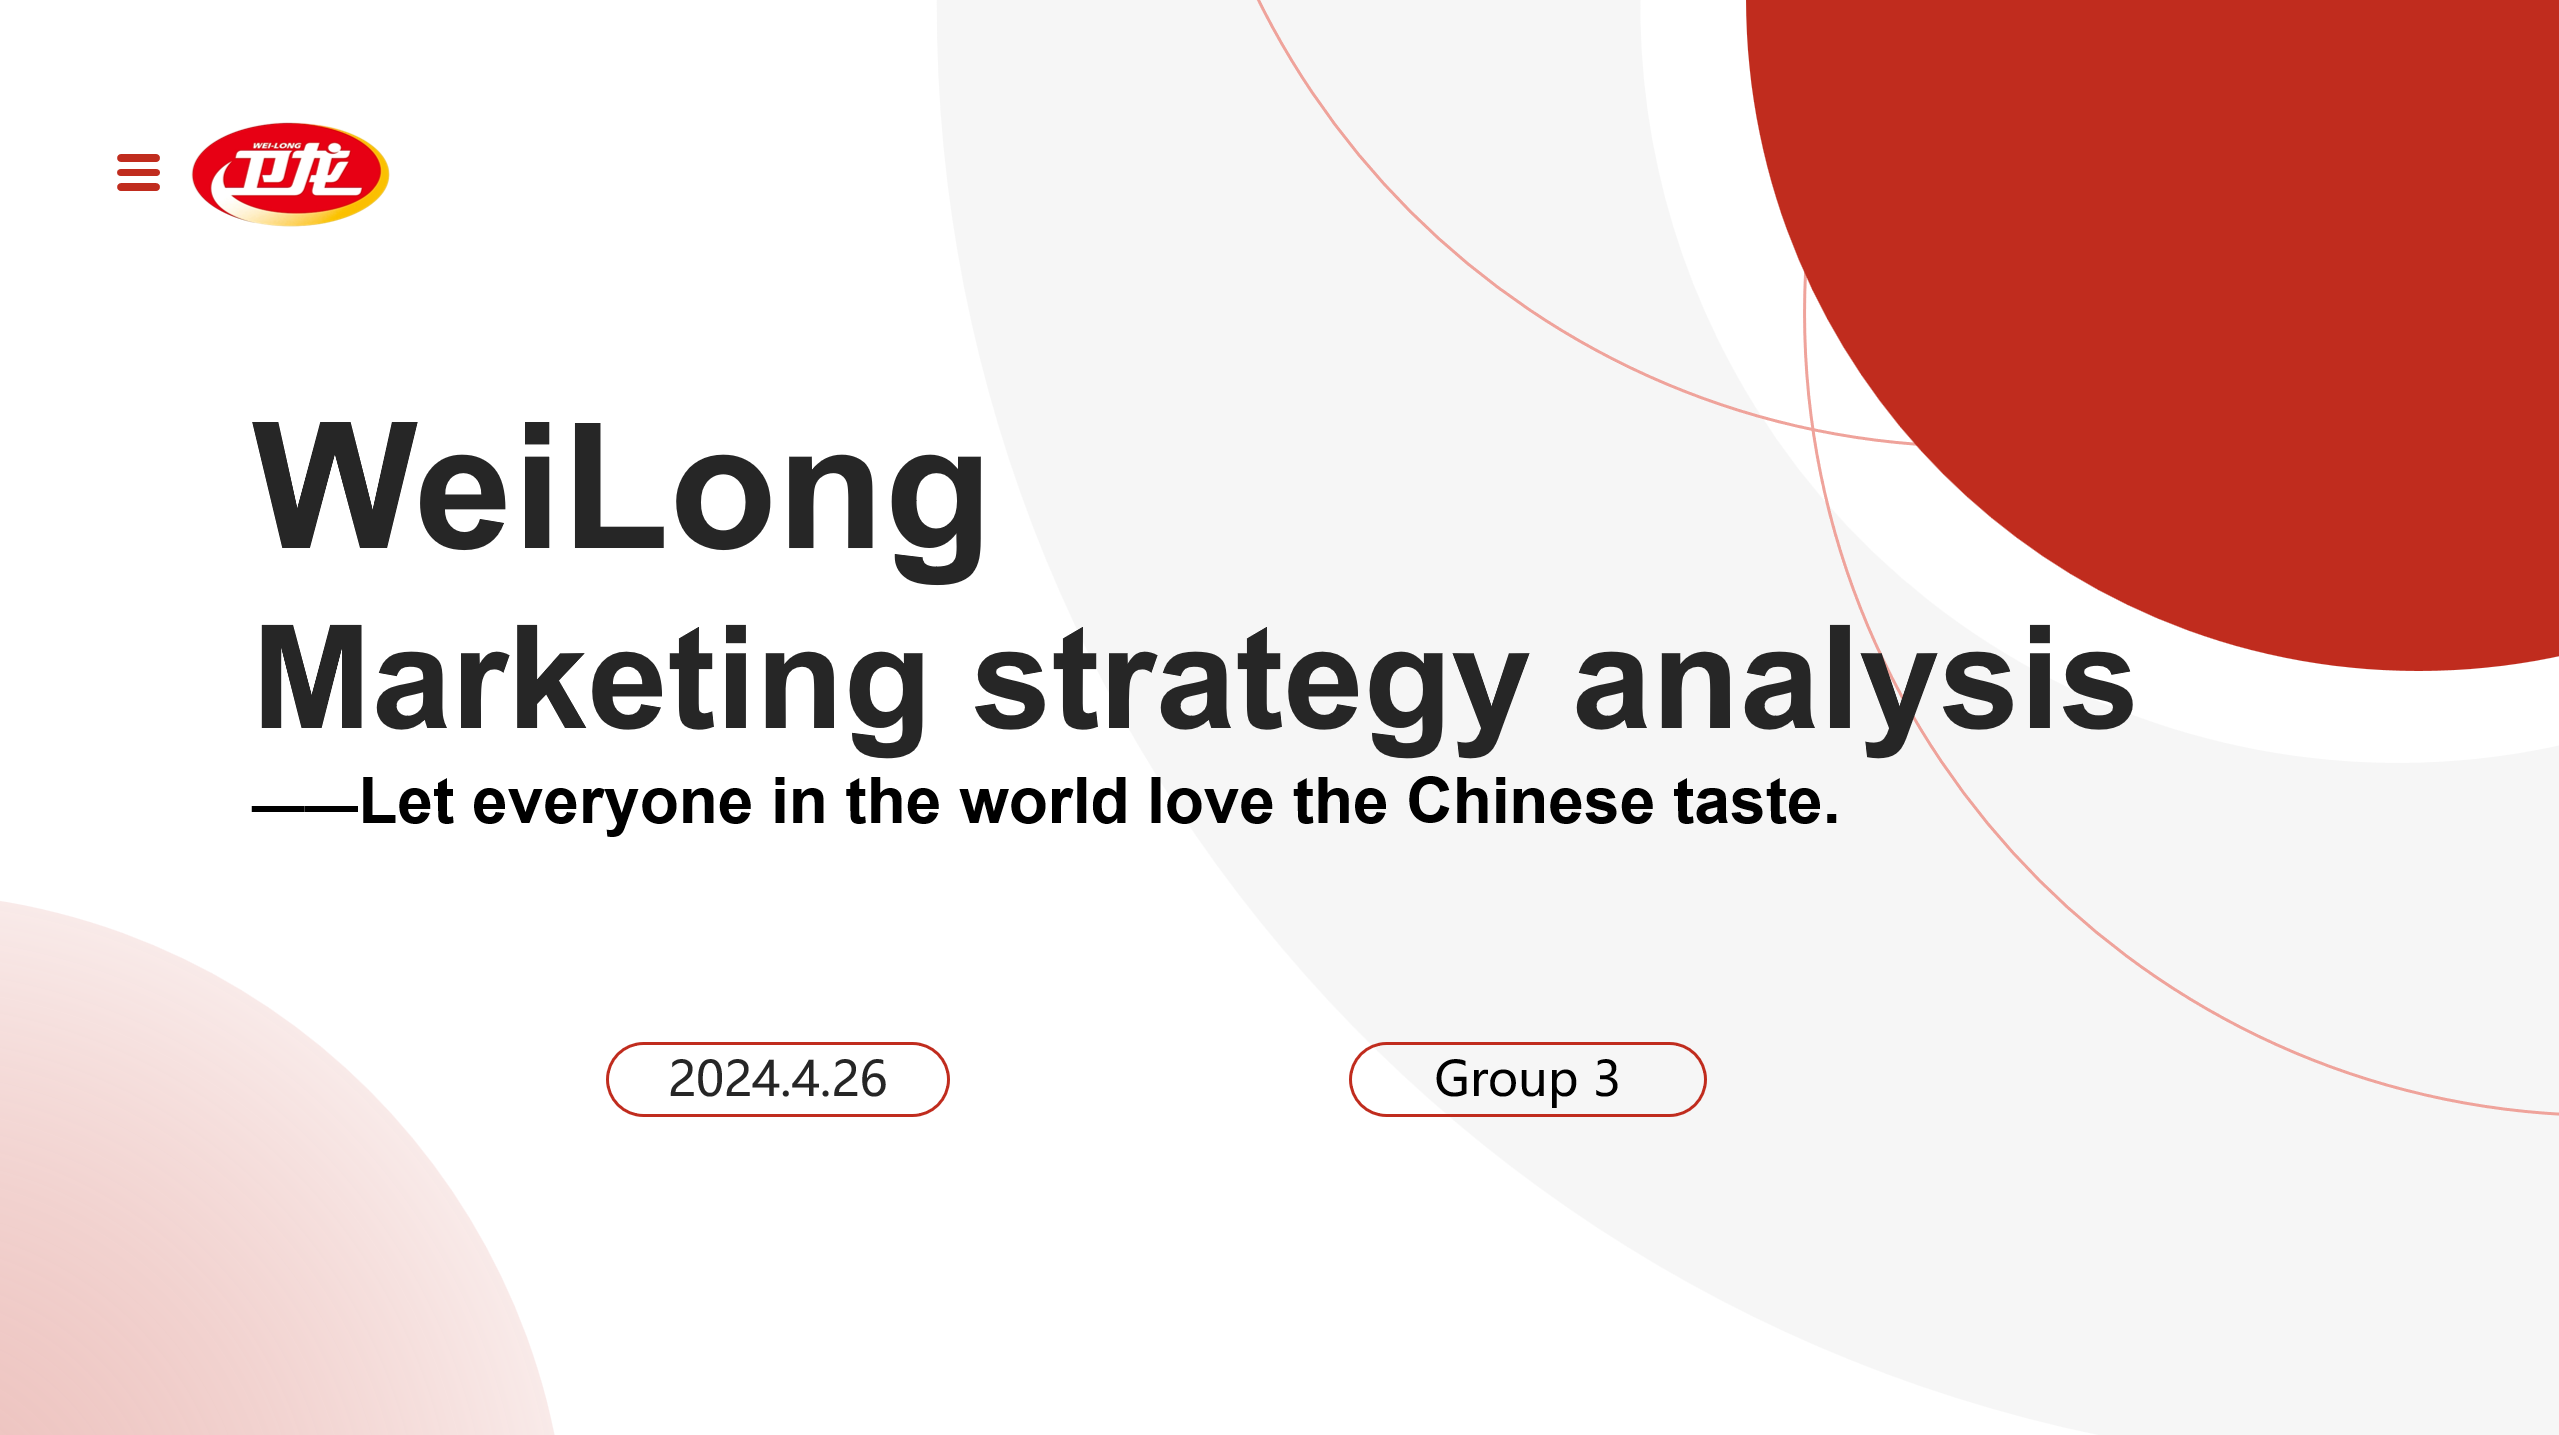 WEI-LONG
卫龙
WeiLong
Marketing strategy analysis
——Let everyone in the world love the Chinese taste.
2024.4.26
Group 3